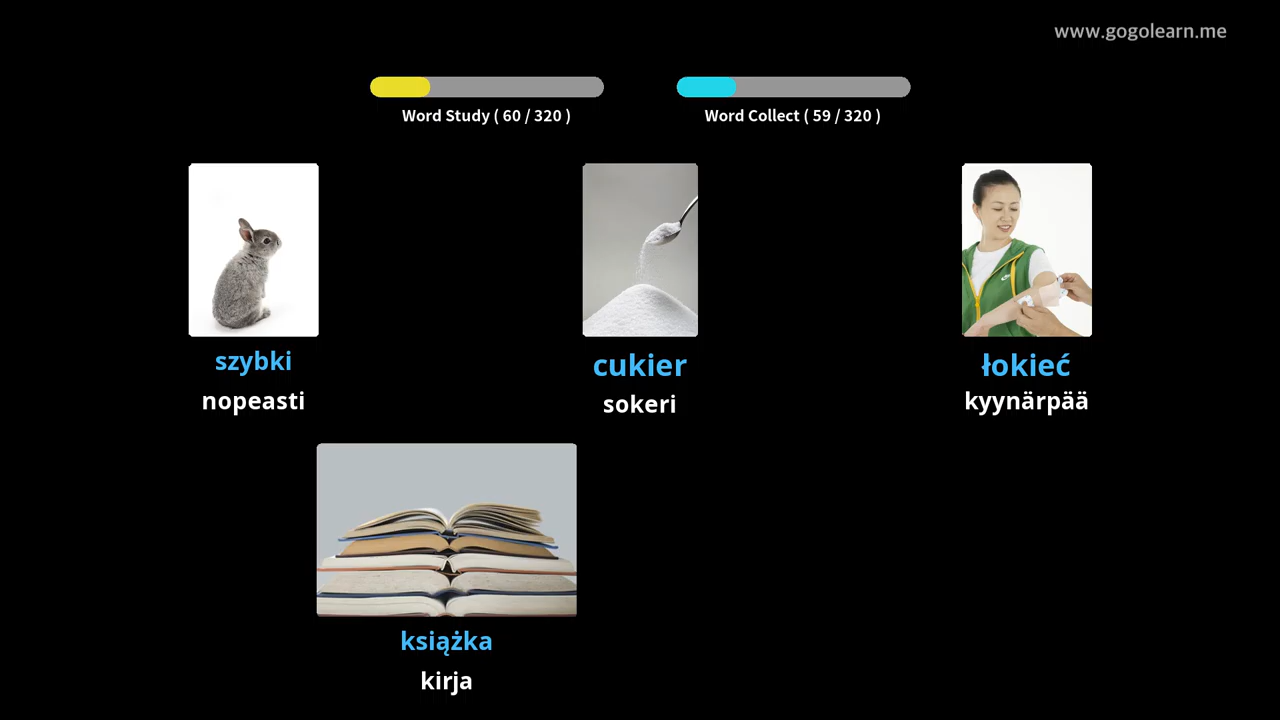 www.gogolearn.me
Word Study ( 60 / 320 )
Word Collect ( 59 / 320 )
szybki
nopeasti
cukier
sokeri
łokieć
kyynärpää
książka
kirja